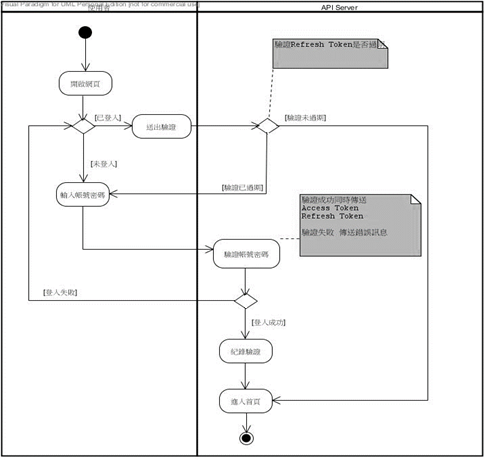 Visual Paradigm for UML Personal Edition [not for commercial use]
使用者
API Server
驗證Refresh Token是否過期
開啟網頁
[已登入]
送出驗證
[驗證未過期]
[未登入]
輸入帳號密碼
[驗證已過期]
驗證成功同時傳送
Access Token
Refresh Token
驗證失敗 傳送錯誤訊息
驗證帳號密碼
[登入失敗]
[登入成功]
紀錄驗證
進入首頁